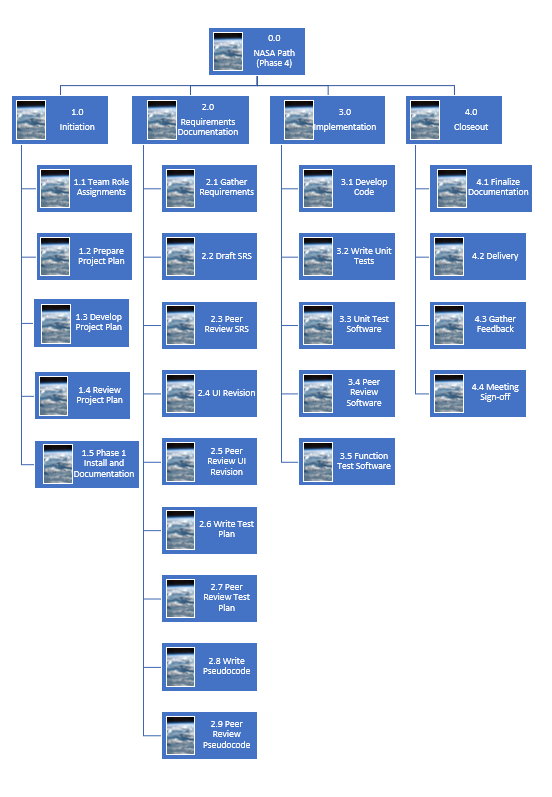 0.0
NASA Path
(Phase 4)
1.0
Initiation
1.1 Team Role
Assignments
1.2 Prepare
Project Plan
1.3 Develop
Project Plan
1.4 Review
Project Plan
1.5 Phase 1
Install and
Documentation
2.0
Requirements
Documentation
2.1 Gather
Requirements
2.2 Draft SRS
2.3 Peer
Review SRS
2.4 UI Revision
2.5 Peer
Review UI
Revision
2.6 Write Test
Plan
2.7 Peer
Review Test
Plan
2.8 Write
Pseudocode
2.9 Peer
Review
Pseudocode
3.0
Implementation
3.1 Develop
Code
3.2 Write Unit
Tests
3.3 Unit Test
Software
3.4 Peer
Review
Software
3.5 Function
Test Software
4.0
Closeout
4.1 Finalize
Documentation
4.2 Delivery
4.3 Gather
Feedback
4.4 Meeting
Sign-off